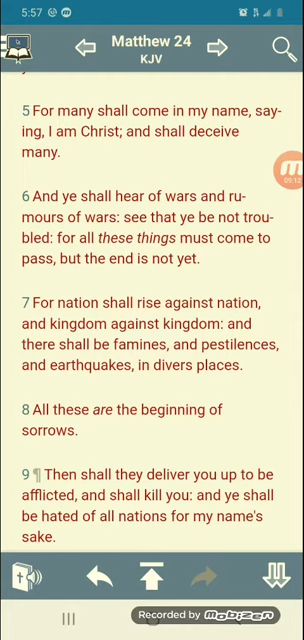 5:57
Matthew 24
KJV
5 For many shall come in my name, say-
ing, I am Christ; and shall deceive
many.
6 And ye shall hear of wars and ru-
mours of wars: see that ye be not trou-
bled: for all these things must come to
pass, but the end is not yet.
09:12
7 For nation shall rise against nation,
and kingdom against kingdom: and
there shall be famines, and pestilences,
and earthquakes, in divers places.
8 All these are the beginning of
sorrows.
9 ¶ Then shall they deliver you up to be
afflicted, and shall kill you: and ye shall
be hated of all nations for my name's
sake.
Recorded by mobizen